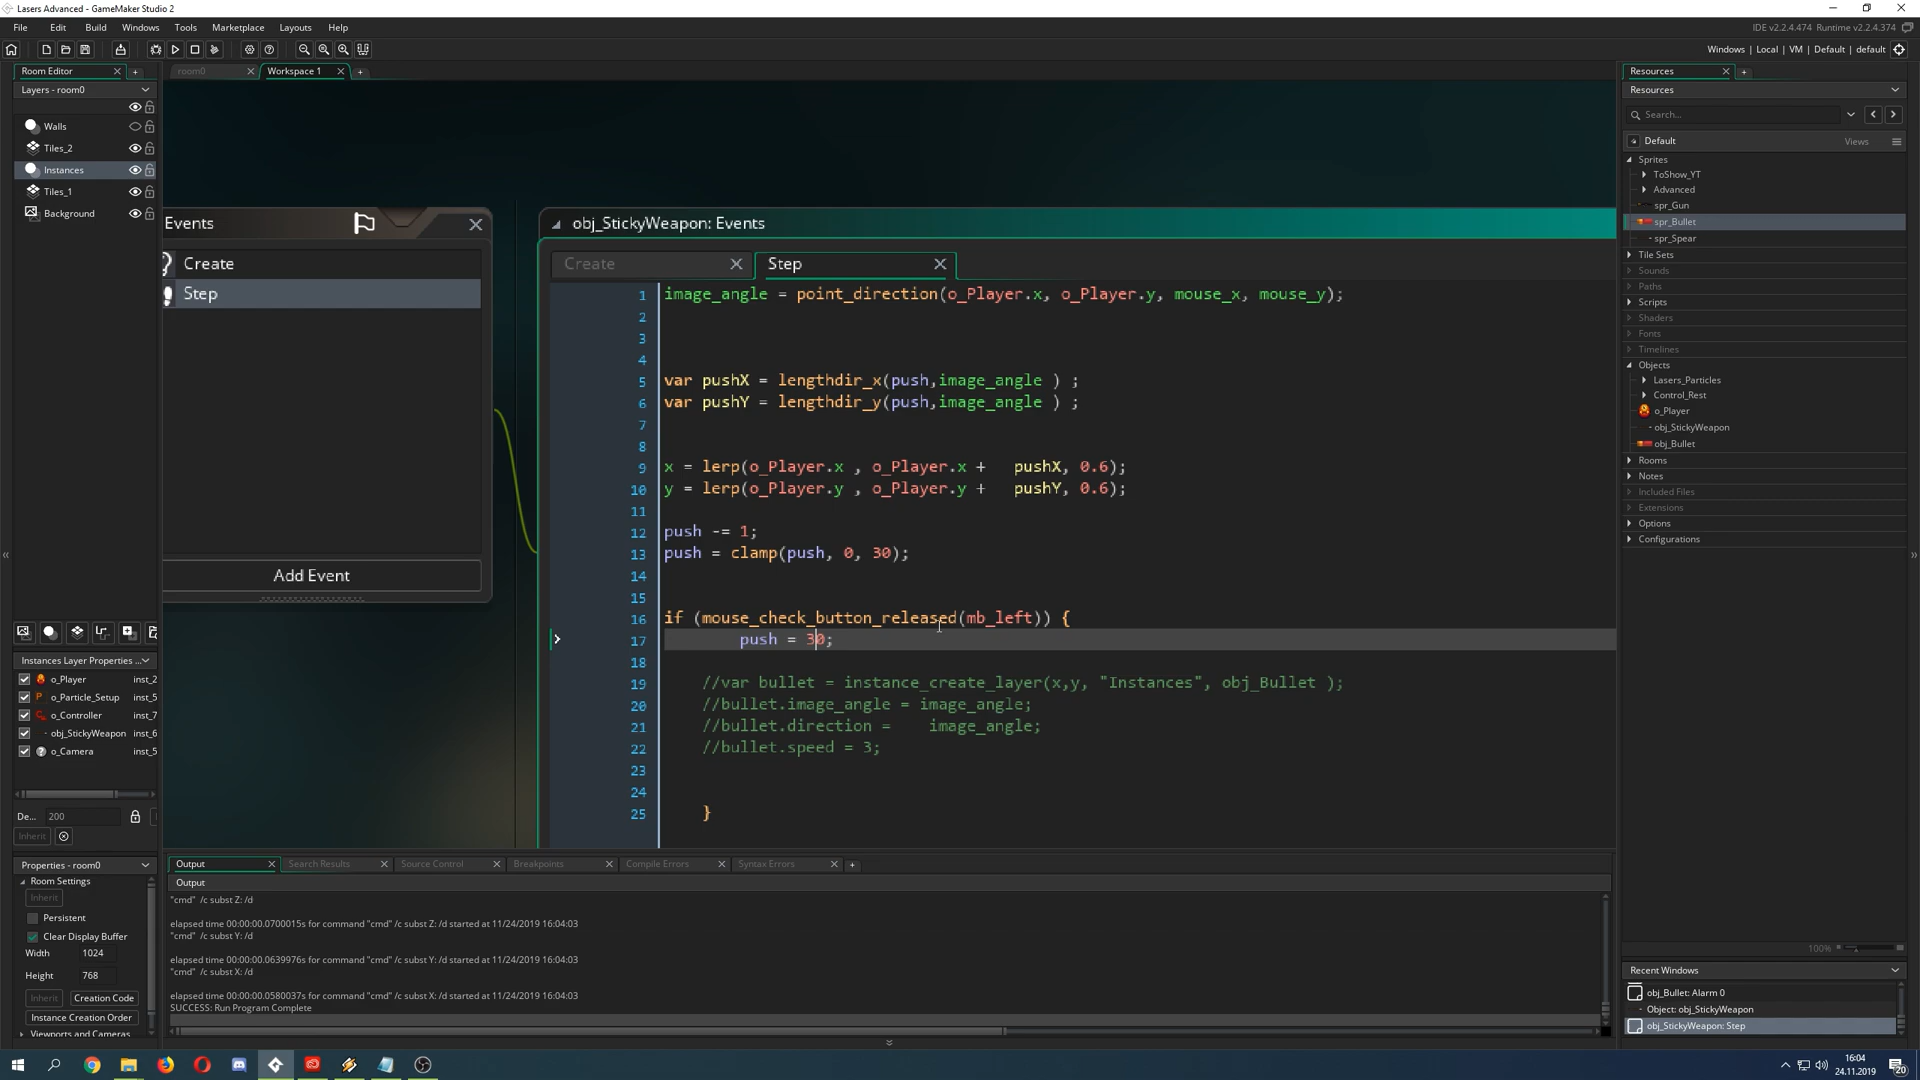 Lasers Advanced - GameMaker Studio 2
File Edit Build Windows Tools Marketplace Layouts Help
IDE v2.2.4.474 Runtime v2.2.4.374
Windows | Local | VM | Default | default
Room Editor
Layers - room0
Walls
Tiles_2
Instances
Tiles_1
Background
Instances Layer Properties ...
o_Player inst_2
o_Particle_Setup inst_5
o_Controller inst_7
obj_StickyWeapon inst_6
o_Camera inst_5
De... 200
Inherit
Properties - room0
Room Settings
Inherit
Persistent
Clear Display Buffer
Width 1024
Height 768
Inherit Creation Code
Instance Creation Order
Viewports and Cameras
room0 Workspace 1
Events
Create
Step
Add Event
obj_StickyWeapon: Events
Create Step
1 image_angle = point_direction(o_Player.x, o_Player.y, mouse_x, mouse_y);
2
3
4
5 var pushX = lengthdir_x(push,image_angle ) ;
6 var pushY = lengthdir_y(push,image_angle ) ;
7
8
9 x = lerp(o_Player.x , o_Player.x + pushX, 0.6);
10 y = lerp(o_Player.y , o_Player.y + pushY, 0.6);
11
12 push -= 1;
13 push = clamp(push, 0, 30);
14
15
16 if (mouse_check_button_released(mb_left)) {
17 push = 30;
18
19 //var bullet = instance_create_layer(x,y, "Instances", obj_Bullet );
20 //bullet.image_angle = image_angle;
21 //bullet.direction = image_angle;
22 //bullet.speed = 3;
23
24
25 }
Output Search Results Source Control Breakpoints Compile Errors Syntax Errors
Output
"cmd" /c subst Z: /d
elapsed time 00:00:00.0700015s for command "cmd" /c subst Z: /d started at 11/24/2019 16:04:03
"cmd" /c subst Y: /d
elapsed time 00:00:00.0639976s for command "cmd" /c subst Y: /d started at 11/24/2019 16:04:03
"cmd" /c subst X: /d
elapsed time 00:00:00.0580037s for command "cmd" /c subst X: /d started at 11/24/2019 16:04:03
SUCCESS: Run Program Complete
Resources
Resources
Search...
Default Views
Sprites
ToShow_YT
Advanced
spr_Gun
spr_Bullet
spr_Spear
Tile Sets
Sounds
Paths
Scripts
Shaders
Fonts
Timelines
Objects
Lasers_Particles
Control_Rest
o_Player
obj_StickyWeapon
obj_Bullet
Rooms
Notes
Included Files
Extensions
Options
Configurations
100%
Recent Windows
obj_Bullet: Alarm 0
Object: obj_StickyWeapon
obj_StickyWeapon: Step
16:04
24.11.2019
20